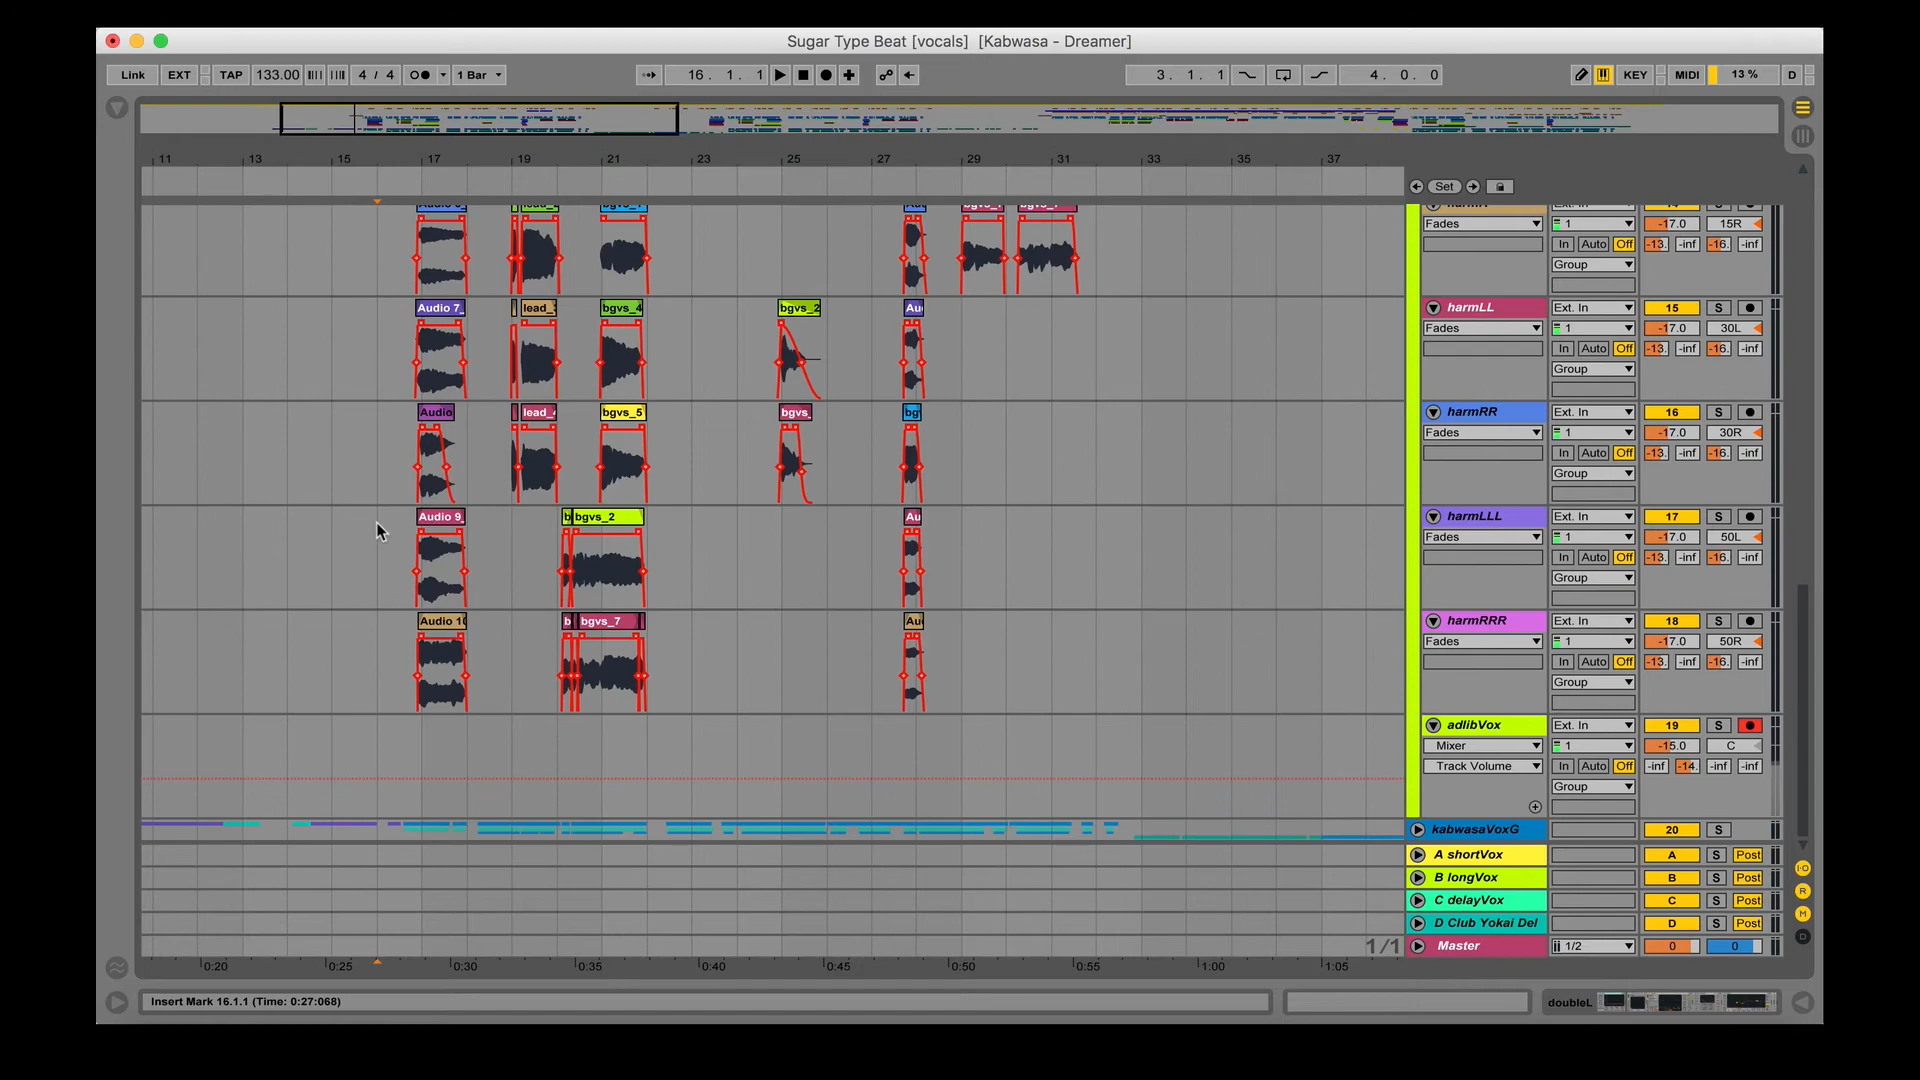 Sugar Type Beat [vocals]  [Kabwasa - Dreamer]
Link EXT TAP 133.00 4 / 4 1 Bar 16. 1. 1 3. 1. 1 4. 0. 0 KEY MIDI 13 % D
11 13 15 17 19 21 23 25 27 29 31 33 35 37
Set
Fades 1 -17.0 15R
In Auto Off -13. -inf -16. -inf
Group
Audio 7_ lead_ bgvs_4 bgvs_2 Au harmLL Ext. In 15 S
Fades 1 -17.0 30L
In Auto Off -13. -inf -16. -inf
Group
Audio lead_ bgvs_5 bgvs_ bg harmRR Ext. In 16 S
Fades 1 -17.0 30R
In Auto Off -13. -inf -16. -inf
Group
Audio 9_ b bgvs_2 Au harmLLL Ext. In 17 S
Fades 1 -17.0 50L
In Auto Off -13. -inf -16. -inf
Group
Audio 10 b bgvs_7 Au harmRRR Ext. In 18 S
Fades 1 -17.0 50R
In Auto Off -13. -inf -16. -inf
Group
adlibVox Ext. In 19 S
Mixer 1 -15.0 C
Track Volume In Auto Off -inf -14. -inf -inf
Group
kabwasaVoxG 20 S
A shortVox A S Post
B longVox B S Post
C delayVox C S Post
D Club Yokai Del D S Post
1/1 Master 1/2 0 0
0:20 0:25 0:30 0:35 0:40 0:45 0:50 0:55 1:00 1:05
I-O
R
M
D
Insert Mark 16.1.1 (Time: 0:27:068) doubleL